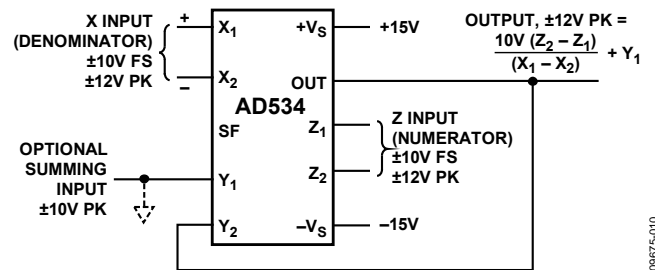 X INPUT
(DENOMINATOR)
±10V FS
±12V PK
+
–
OPTIONAL
SUMMING
INPUT
±10V PK
X1
X2
SF
Y1
Y2
AD534
+VS
OUT
Z1
Z2
–VS
+15V
Z INPUT
(NUMERATOR)
±10V FS
±12V PK
–15V
OUTPUT, ±12V PK =
10V (Z2 – Z1)
(X1 – X2)
+ Y1
09675-010